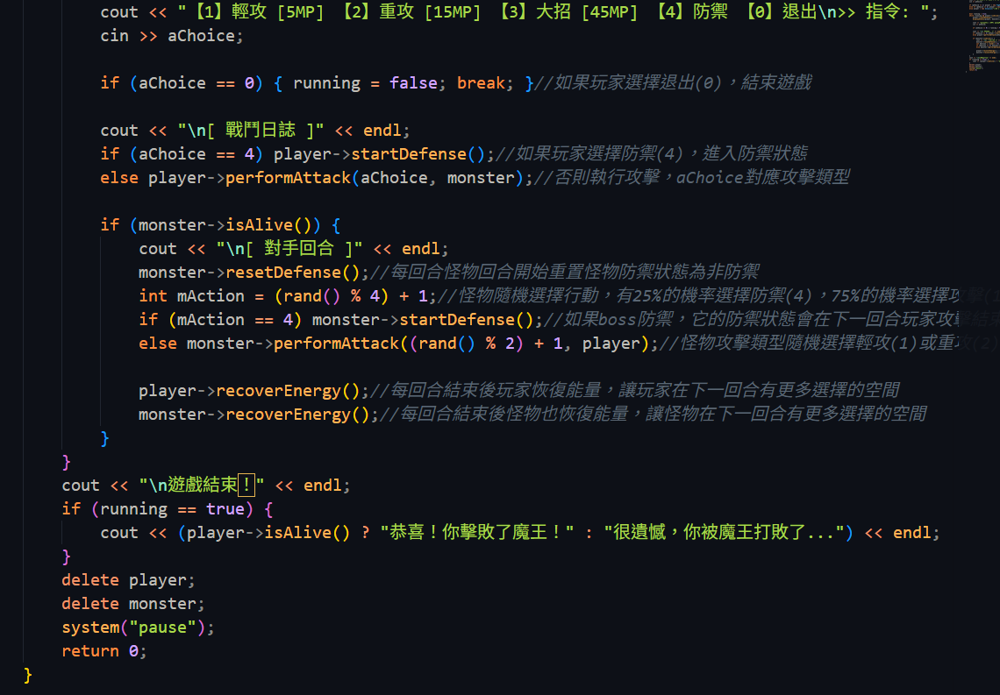 cout << "【1】輕攻 [5MP] 【2】重攻 [15MP] 【3】大招 [45MP] 【4】防禦 【0】退出\n>> 指令: ";
cin >> aChoice;
if (aChoice == 0) { running = false; break; }//如果玩家選擇退出(0)，結束遊戲
cout << "\n[ 戰鬥日誌 ]" << endl;
if (aChoice == 4) player->startDefense();//如果玩家選擇防禦(4)，進入防禦狀態
else player->performAttack(aChoice, monster);//否則執行攻擊，aChoice對應攻擊類型
if (monster->isAlive()) {
cout << "\n[ 對手回合 ]" << endl;
monster->resetDefense();//每回合怪物回合開始重置怪物防禦狀態為非防禦
int mAction = (rand() % 4) + 1;//怪物隨機選擇行動，有25%的機率選擇防禦(4)，75%的機率選擇攻擊(1
if (mAction == 4) monster->startDefense();//如果boss防禦，它的防禦狀態會在下一回合玩家攻擊結束
else monster->performAttack((rand() % 2) + 1, player);//怪物攻擊類型隨機選擇輕攻(1)或重攻(2)
player->recoverEnergy();//每回合結束後玩家恢復能量，讓玩家在下一回合有更多選擇的空間
monster->recoverEnergy();//每回合結束後怪物也恢復能量，讓怪物在下一回合有更多選擇的空間
}
}
cout << "\n遊戲結束！" << endl;
if (running == true) {
cout << (player->isAlive() ? "恭喜！你擊敗了魔王！" : "很遺憾，你被魔王打敗了...") << endl;
}
delete player;
delete monster;
system("pause");
return 0;
}